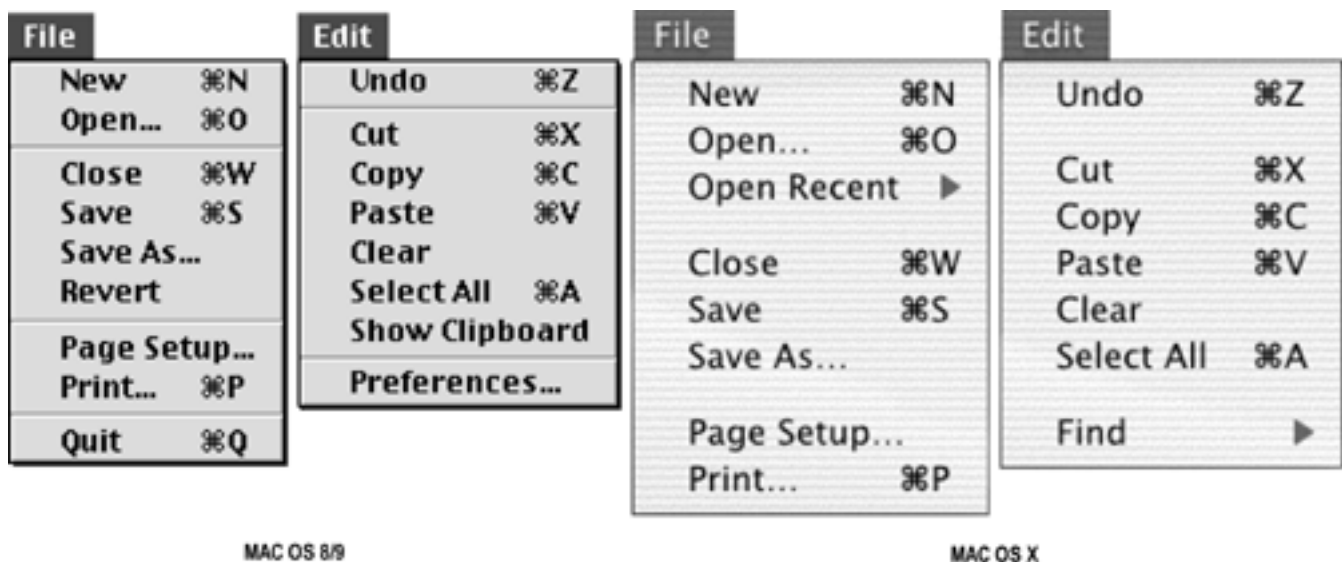 File
New ⌘N
Open... ⌘O
Close ⌘W
Save ⌘S
Save As...
Revert
Page Setup...
Print... ⌘P
Quit ⌘Q
Edit
Undo ⌘Z
Cut ⌘X
Copy ⌘C
Paste ⌘V
Clear
Select All ⌘A
Show Clipboard
Preferences...
MAC OS 8/9
File
New ⌘N
Open... ⌘O
Open Recent ▶
Close ⌘W
Save ⌘S
Save As...
Page Setup...
Print... ⌘P
Edit
Undo ⌘Z
Cut ⌘X
Copy ⌘C
Paste ⌘V
Clear
Select All ⌘A
Find ▶
MAC OS X